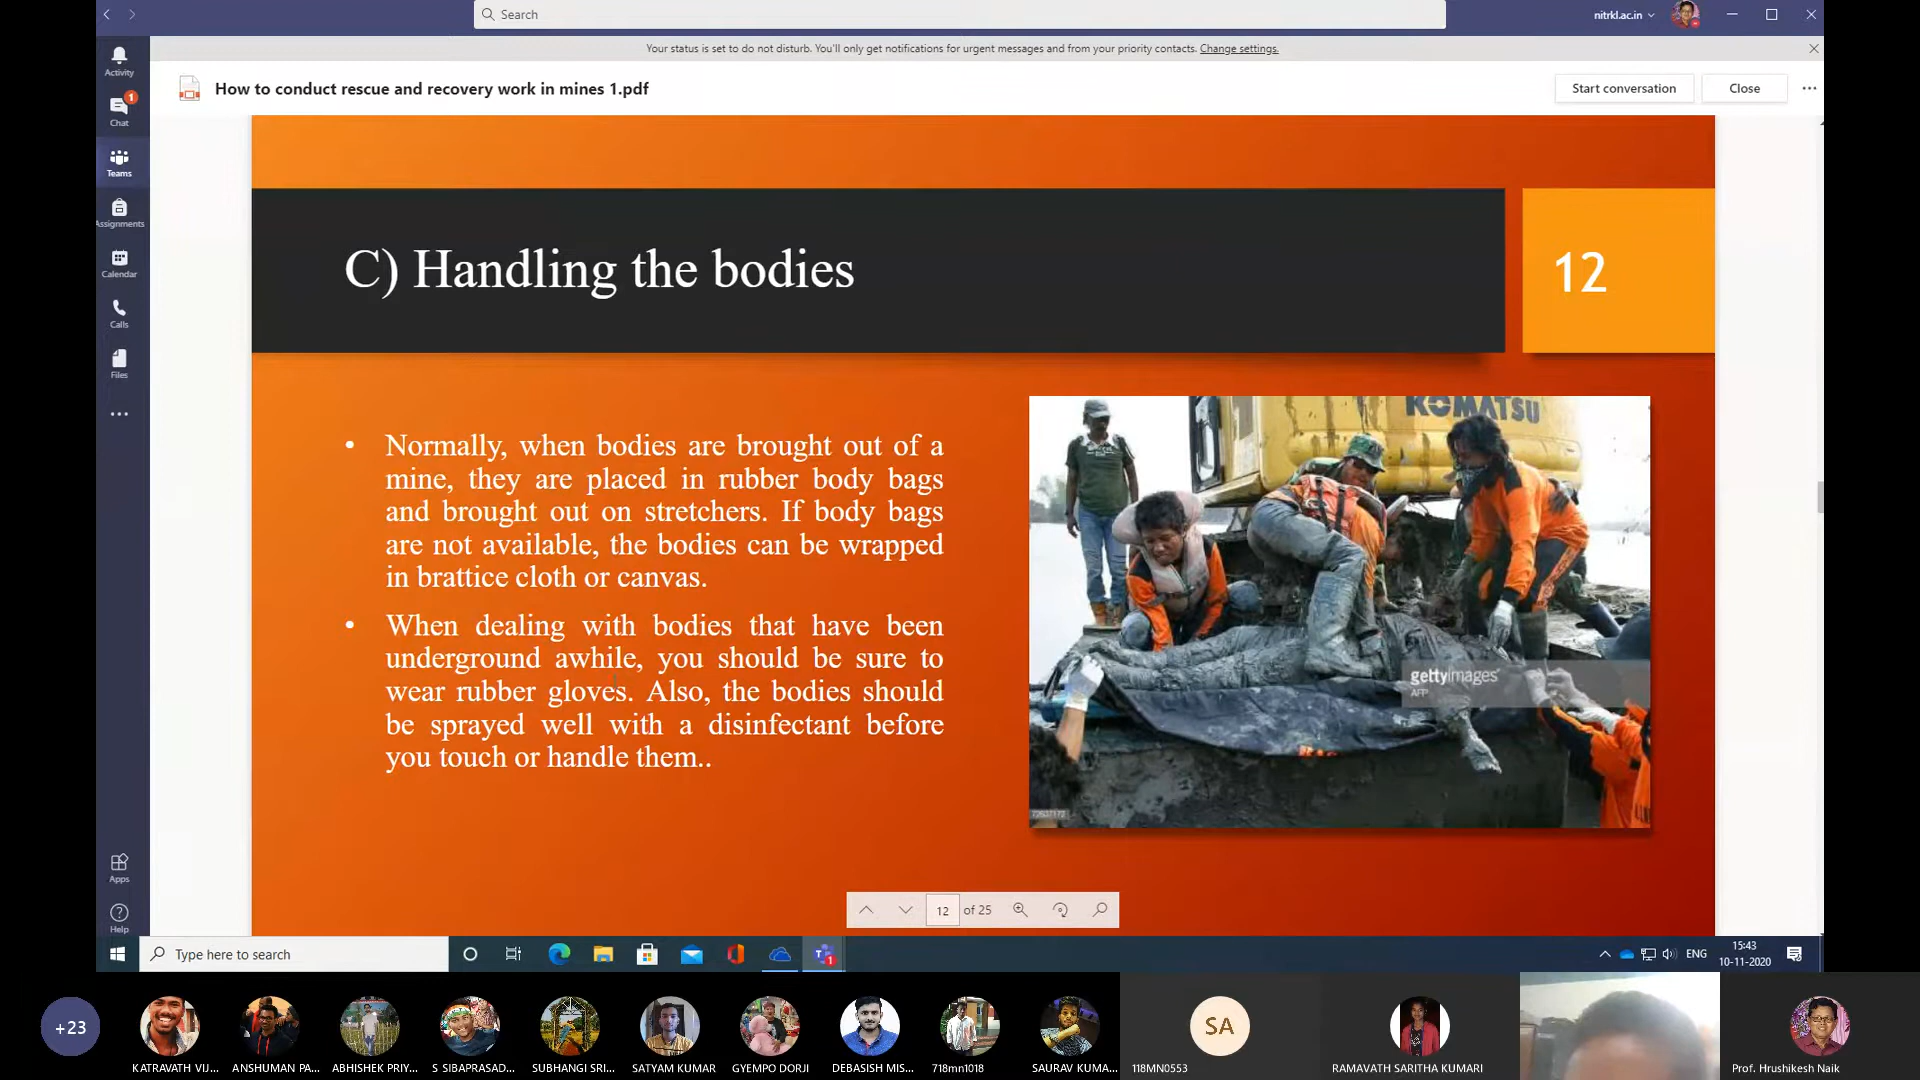 Search
nitrkl.ac.in
Your status is set to do not disturb. You'll only get notifications for urgent messages and from your priority contacts. Change settings.
Activity
How to conduct rescue and recovery work in mines 1.pdf
Start conversation
Close
1
Chat
Teams
Assignments
Calendar
Calls
Files
C) Handling the bodies
12
• Normally, when bodies are brought out of a
mine, they are placed in rubber body bags
and brought out on stretchers. If body bags
are not available, the bodies can be wrapped
in brattice cloth or canvas.
• When dealing with bodies that have been
underground awhile, you should be sure to
wear rubber gloves. Also, the bodies should
be sprayed well with a disinfectant before
you touch or handle them..
KOMATSU
gettyimages
AFP
Apps
Help
12 of 25
Type here to search
1
ENG
15:43
10-11-2020
+23
SA
KATRAVATH VIJ...
ANSHUMAN PA...
ABHISHEK PRIY...
S SIBAPRASAD...
SUBHANGI SRI...
SATYAM KUMAR
GYEMPO DORJI
DEBASISH MIS...
718mn1018
SAURAV KUMA...
118MN0553
RAMAVATH SARITHA KUMARI
Prof. Hrushikesh Naik